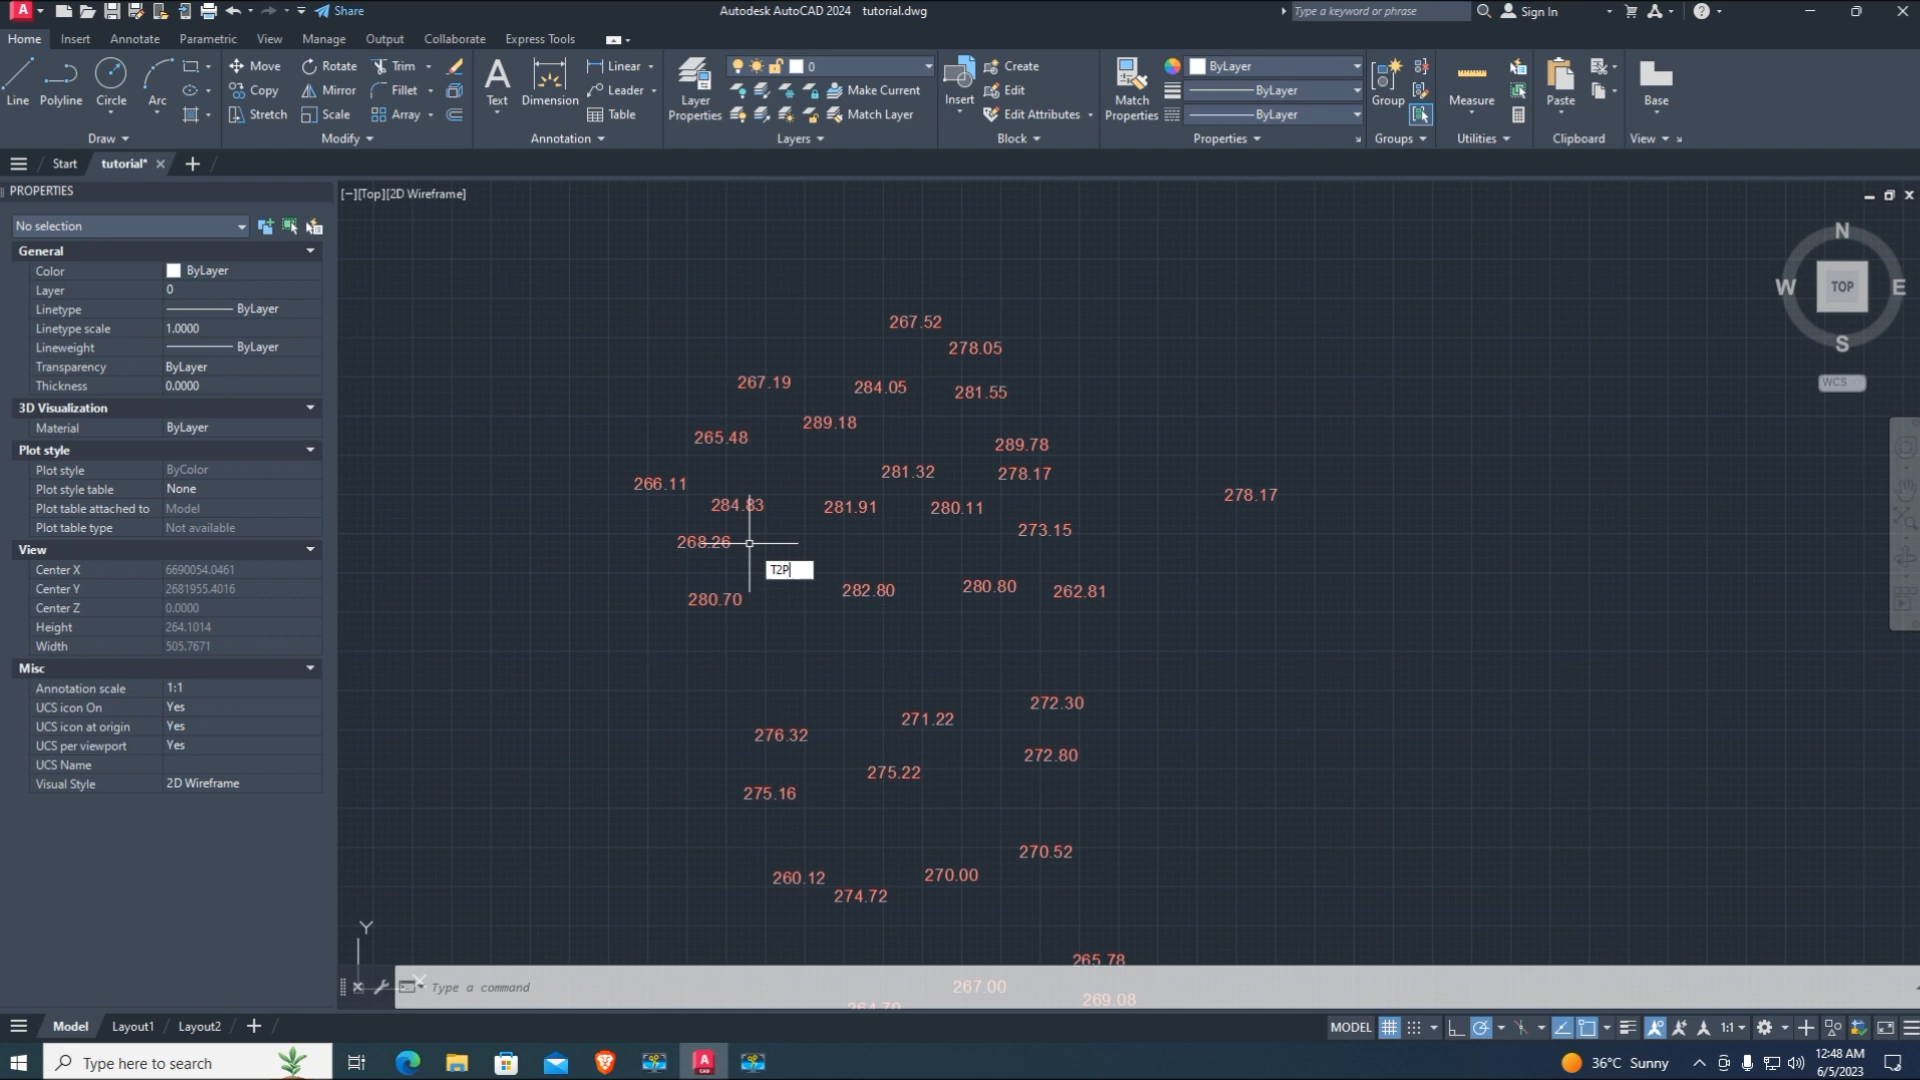 Share
Autodesk AutoCAD 2024 tutorial.dwg
Type a keyword or phrase
Sign In
Home Insert Annotate Parametric View Manage Output Collaborate Express Tools
Line Polyline Circle Arc
Move Rotate Trim
Copy Mirror Fillet
Stretch Scale Array
Text Dimension
Linear
Leader
Table
Layer Properties
0
Make Current
Match Layer
Insert
Create
Edit
Edit Attributes
Match Properties
ByLayer
ByLayer
ByLayer
Group
Measure
Paste
Base
Draw Modify Annotation Layers Block Properties Groups Utilities Clipboard View
Start tutorial*
PROPERTIES
No selection
General
Color ByLayer
Layer 0
Linetype ByLayer
Linetype scale 1.0000
Lineweight ByLayer
Transparency ByLayer
Thickness 0.0000
3D Visualization
Material ByLayer
Plot style
Plot style ByColor
Plot style table None
Plot table attached to Model
Plot table type Not available
View
Center X 6690054.0461
Center Y 2681955.4016
Center Z 0.0000
Height 264.1014
Width 505.7671
Misc
Annotation scale 1:1
UCS icon On Yes
UCS icon at origin Yes
UCS per viewport Yes
UCS Name
Visual Style 2D Wireframe
[−][Top][2D Wireframe]
N
W TOP E
S
WCS
267.52
278.05
267.19 284.05 281.55
289.18
265.48 289.78
281.32 278.17
266.11
278.17
284.83 281.91 280.11
273.15
268.26
T2P
280.70 282.80 280.80 262.81
272.30
271.22
276.32
272.80
275.22
275.16
270.52
260.12 270.00
274.72
265.78
Y
Type a command
267.00
269.08
264.70
Model Layout1 Layout2
MODEL 1:1
Type here to search
A CAD
36°C Sunny
12:48 AM
6/5/2023